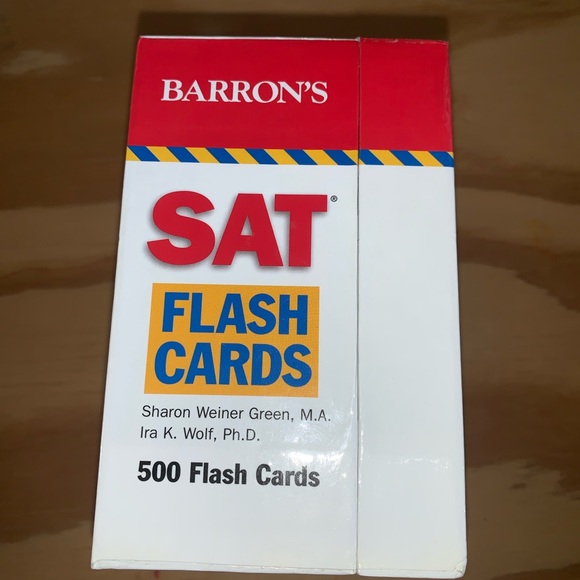 BARRON'S
SAT®
FLASH
CARDS
Sharon Weiner Green, M.A.
Ira K. Wolf, Ph.D.
500 Flash Cards